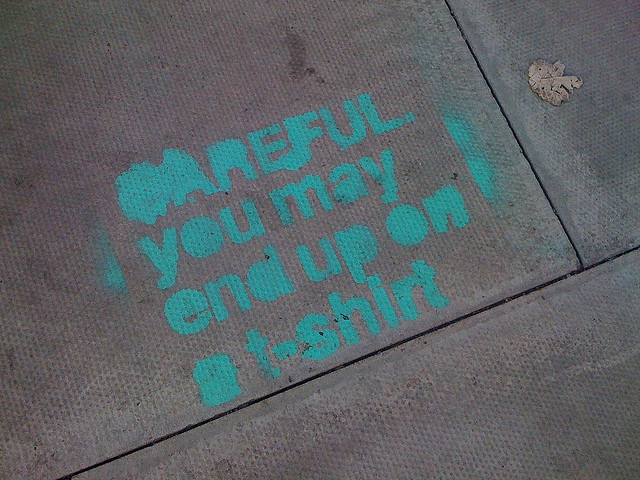 CAREFUL.
you may
end up on
a t-shirt